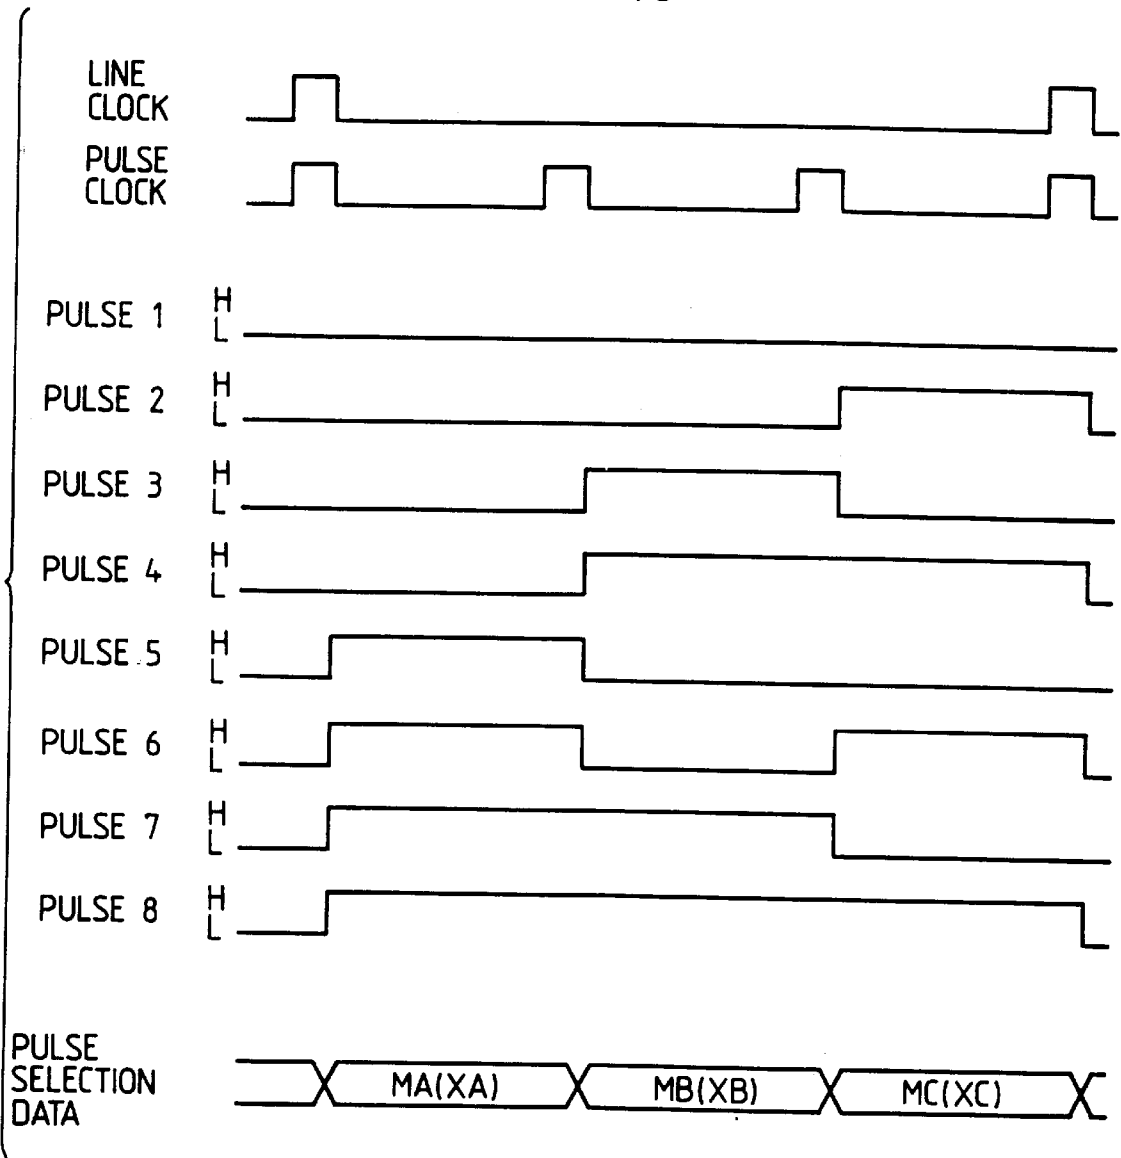 LINE
CLOCK
PULSE
CLOCK
PULSE 1 H
L
PULSE 2 H
L
PULSE 3 H
L
PULSE 4 H
L
PULSE 5 H
L
PULSE 6 H
L
PULSE 7 H
L
PULSE 8 H
L
PULSE
SELECTION
DATA
MA(XA) MB(XB) MC(XC)